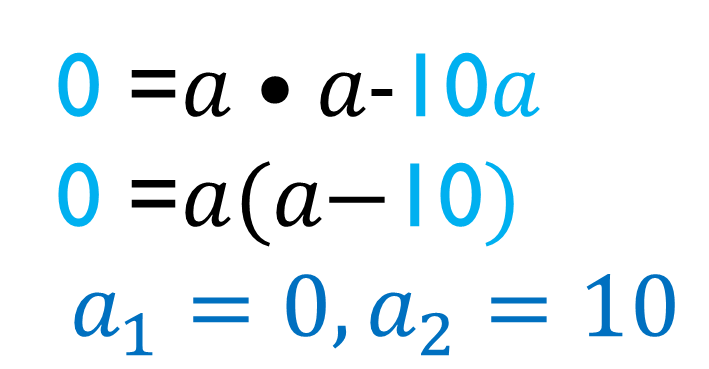 0 =a • a-10a
0 =a(a−10)
a₁ = 0, a₂ = 10